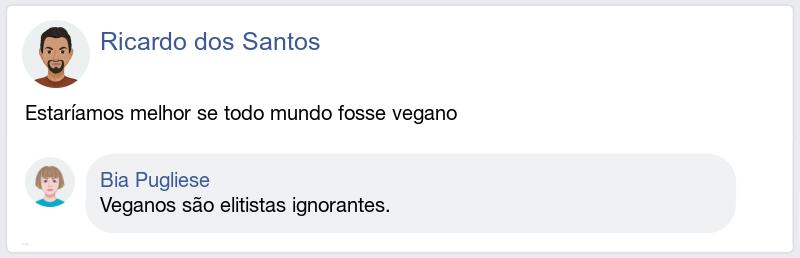 Ricardo dos Santos
Estaríamos melhor se todo mundo fosse vegano
Bia Pugliese
Veganos são elitistas ignorantes.